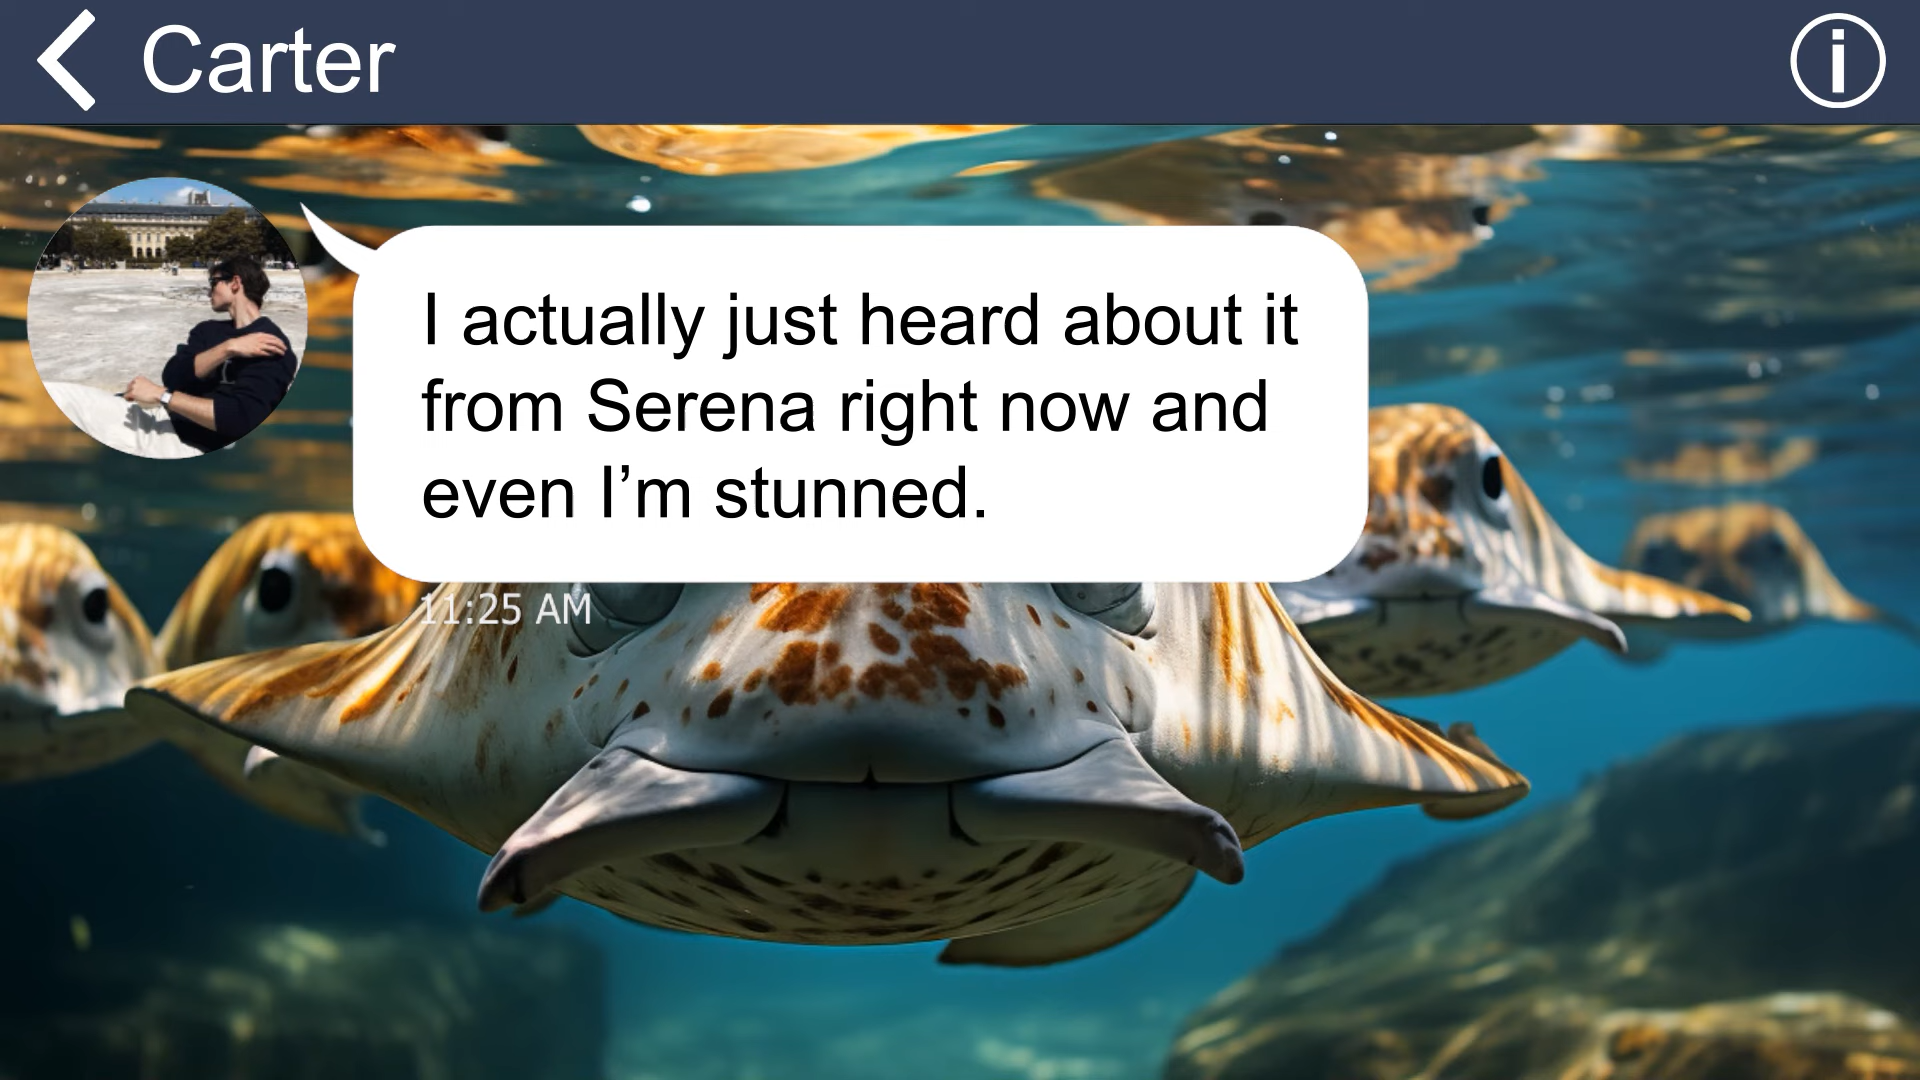 Carter
I actually just heard about it
from Serena right now and
even I’m stunned.
11:25 AM